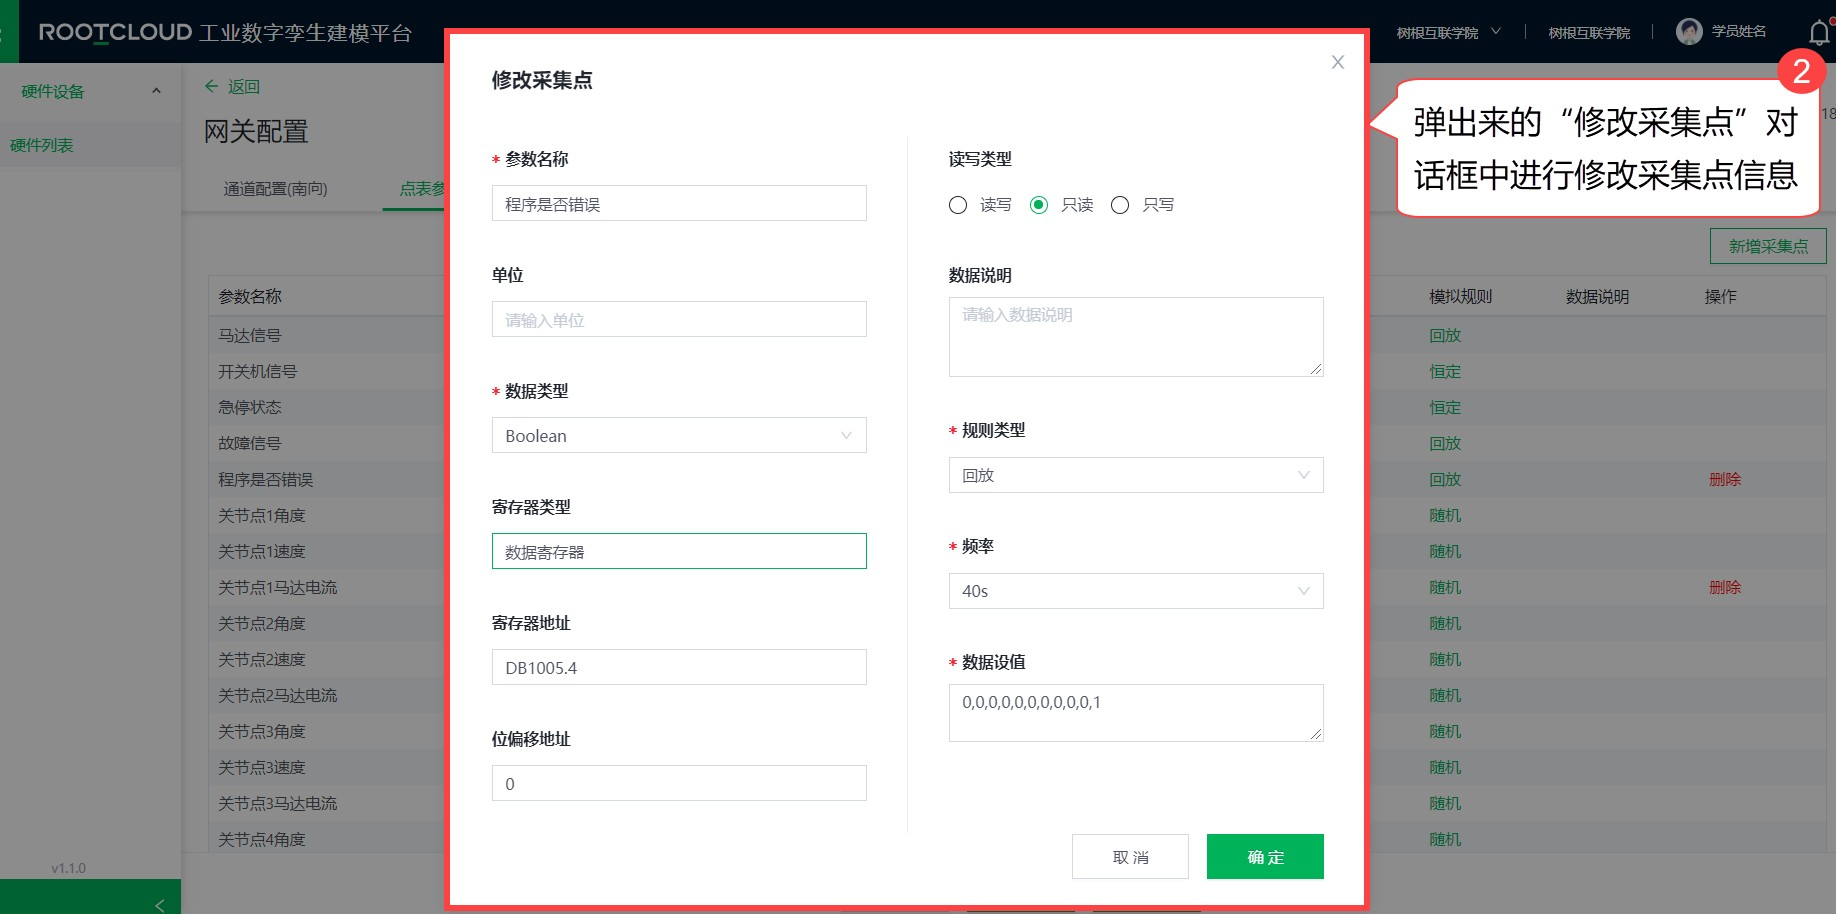 ROOTCLOUD 工业数字孪生建模平台
树根互联学院
树根互联学院
学员姓名
硬件设备
硬件列表
v1.1.0
返回
网关配置
通道配置(南向)
点表参
新增采集点
参数名称
模拟规则
数据说明
操作
马达信号
回放
开关机信号
恒定
急停状态
恒定
故障信号
回放
程序是否错误
回放
删除
关节点1角度
随机
关节点1速度
随机
关节点1马达电流
随机
删除
关节点2角度
随机
关节点2速度
随机
关节点2马达电流
随机
关节点3角度
随机
关节点3速度
随机
关节点3马达电流
随机
关节点4角度
随机
修改采集点
* 参数名称
程序是否错误
单位
请输入单位
* 数据类型
Boolean
寄存器类型
数据寄存器
寄存器地址
DB1005.4
位偏移地址
0
读写类型
读写
只读
只写
数据说明
请输入数据说明
* 规则类型
回放
* 频率
40s
* 数据设值
0,0,0,0,0,0,0,0,0,0,1
取 消
确 定
2
弹出来的“修改采集点”对
话框中进行修改采集点信息
18